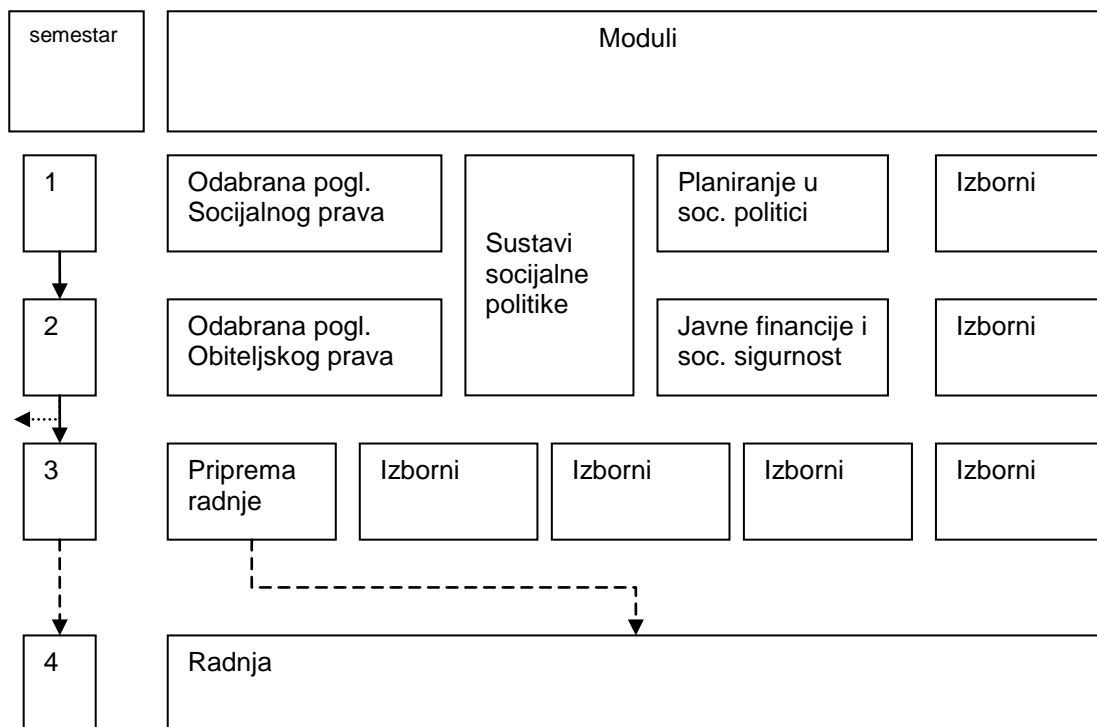 semestar
Moduli
1
Odabrana pogl.
Socijalnog prava
Sustavi
socijalne
politike
Planiranje u
soc. politici
Izborni
2
Odabrana pogl.
Obiteljskog prava
Javne financije i
soc. sigurnost
Izborni
3
Priprema
radnje
Izborni
Izborni
Izborni
Izborni
4
Radnja